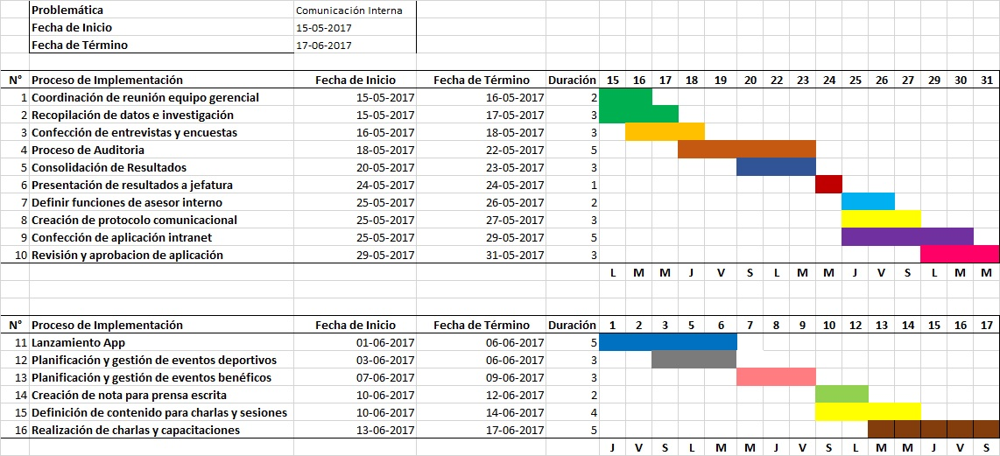 Problemática Comunicación Interna
Fecha de Inicio 15-05-2017
Fecha de Término 17-06-2017
N° Proceso de Implementación Fecha de Inicio Fecha de Término Duración 15 16 17 18 19 20 22 23 24 25 26 27 29 30 31
1 Coordinación de reunión equipo gerencial 15-05-2017 16-05-2017 2
2 Recopilación de datos e investigación 15-05-2017 17-05-2017 3
3 Confección de entrevistas y encuestas 16-05-2017 18-05-2017 3
4 Proceso de Auditoria 18-05-2017 22-05-2017 5
5 Consolidación de Resultados 20-05-2017 23-05-2017 3
6 Presentación de resultados a jefatura 24-05-2017 24-05-2017 1
7 Definir funciones de asesor interno 25-05-2017 26-05-2017 2
8 Creación de protocolo comunicacional 25-05-2017 27-05-2017 3
9 Confección de aplicación intranet 25-05-2017 29-05-2017 5
10 Revisión y aprobacion de aplicación 29-05-2017 31-05-2017 3
L M M J V S L M M J V S L M M
N° Proceso de Implementación Fecha de Inicio Fecha de Término Duración 1 2 3 5 6 7 8 9 10 12 13 14 15 16 17
11 Lanzamiento App 01-06-2017 06-06-2017 5
12 Planificación y gestión de eventos deportivos 03-06-2017 06-06-2017 3
13 Planificación y gestión de eventos benéficos 07-06-2017 09-06-2017 3
14 Creación de nota para prensa escrita 10-06-2017 12-06-2017 2
15 Definición de contenido para charlas y sesiones 10-06-2017 14-06-2017 4
16 Realización de charlas y capacitaciones 13-06-2017 17-06-2017 5
J V S L M M J V S L M M J V S